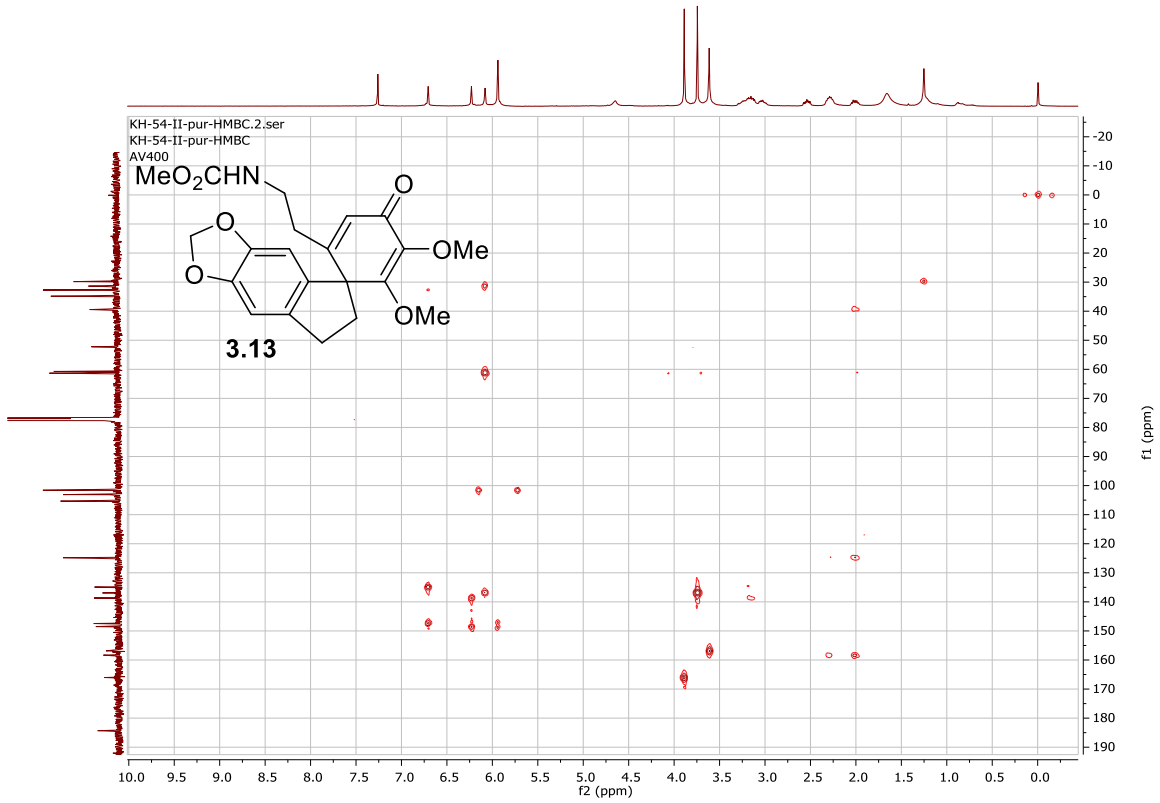 KH-54-II-pur-HMBC.2.ser
KH-54-II-pur-HMBC
AV400
MeO₂CHN
O
O
OMe
O
OMe
3.13
-20
-10
0
10
20
30
40
50
60
70
80
90
100
110
120
130
140
150
160
170
180
190
f1 (ppm)
10.0 9.5 9.0 8.5 8.0 7.5 7.0 6.5 6.0 5.5 5.0 4.5 4.0 3.5 3.0 2.5 2.0 1.5 1.0 0.5 0.0
f2 (ppm)